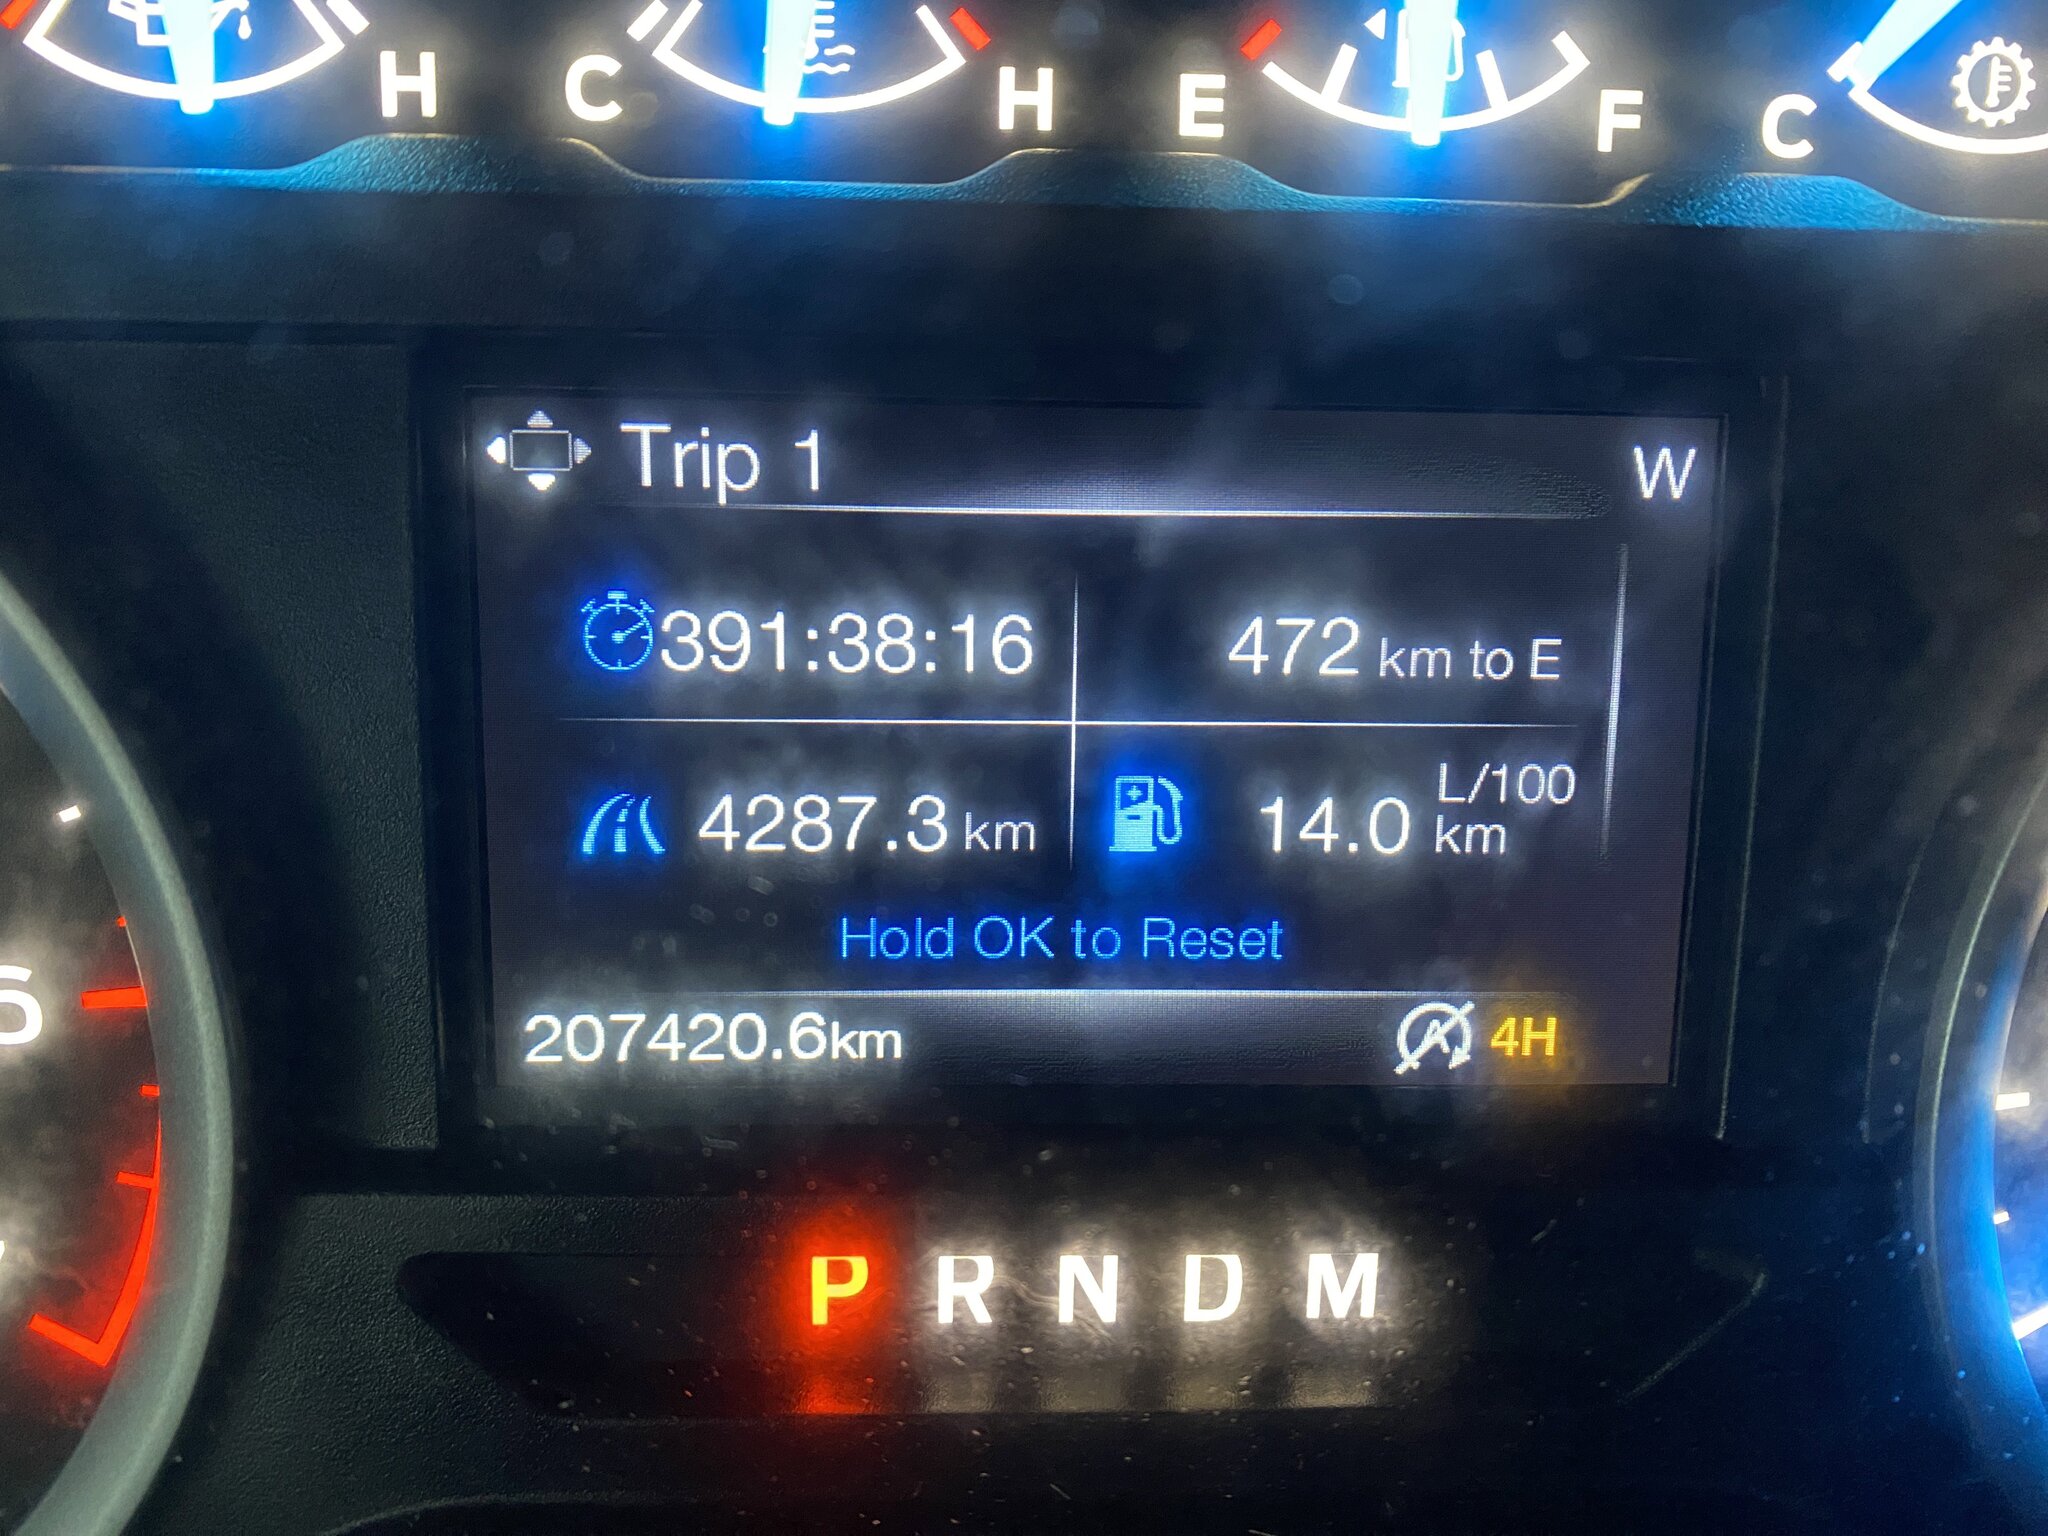 H C H E F C
Trip 1 W
391:38:16 472 km to E
4287.3 km 14.0 L/100 km
Hold OK to Reset
207420.6km 4H
6
P R N D M